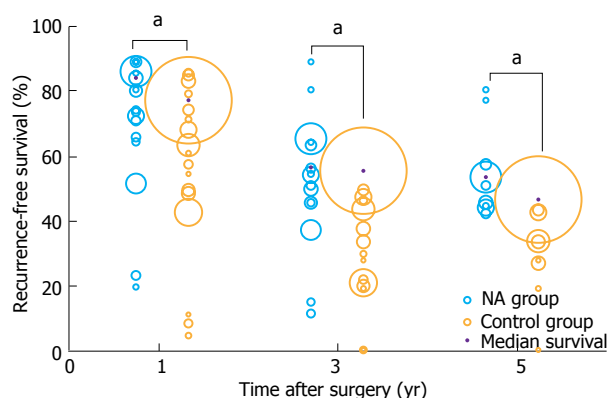 a
a
a
100
80
60
40
20
0
Recurrence-free survival (%)
NA group
Control group
Median survival
0
1
3
5
Time after surgery (yr)